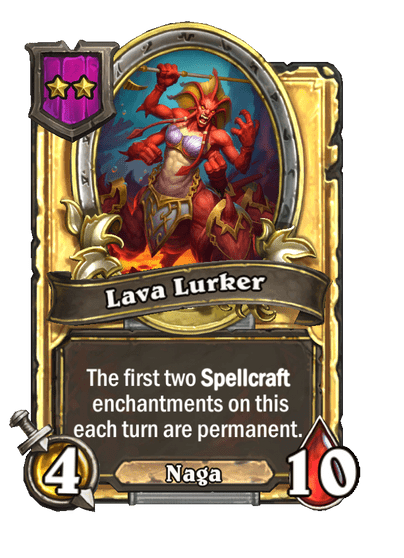 Lava Lurker
The first two Spellcraft
enchantments on this
each turn are permanent.
4
Naga
10